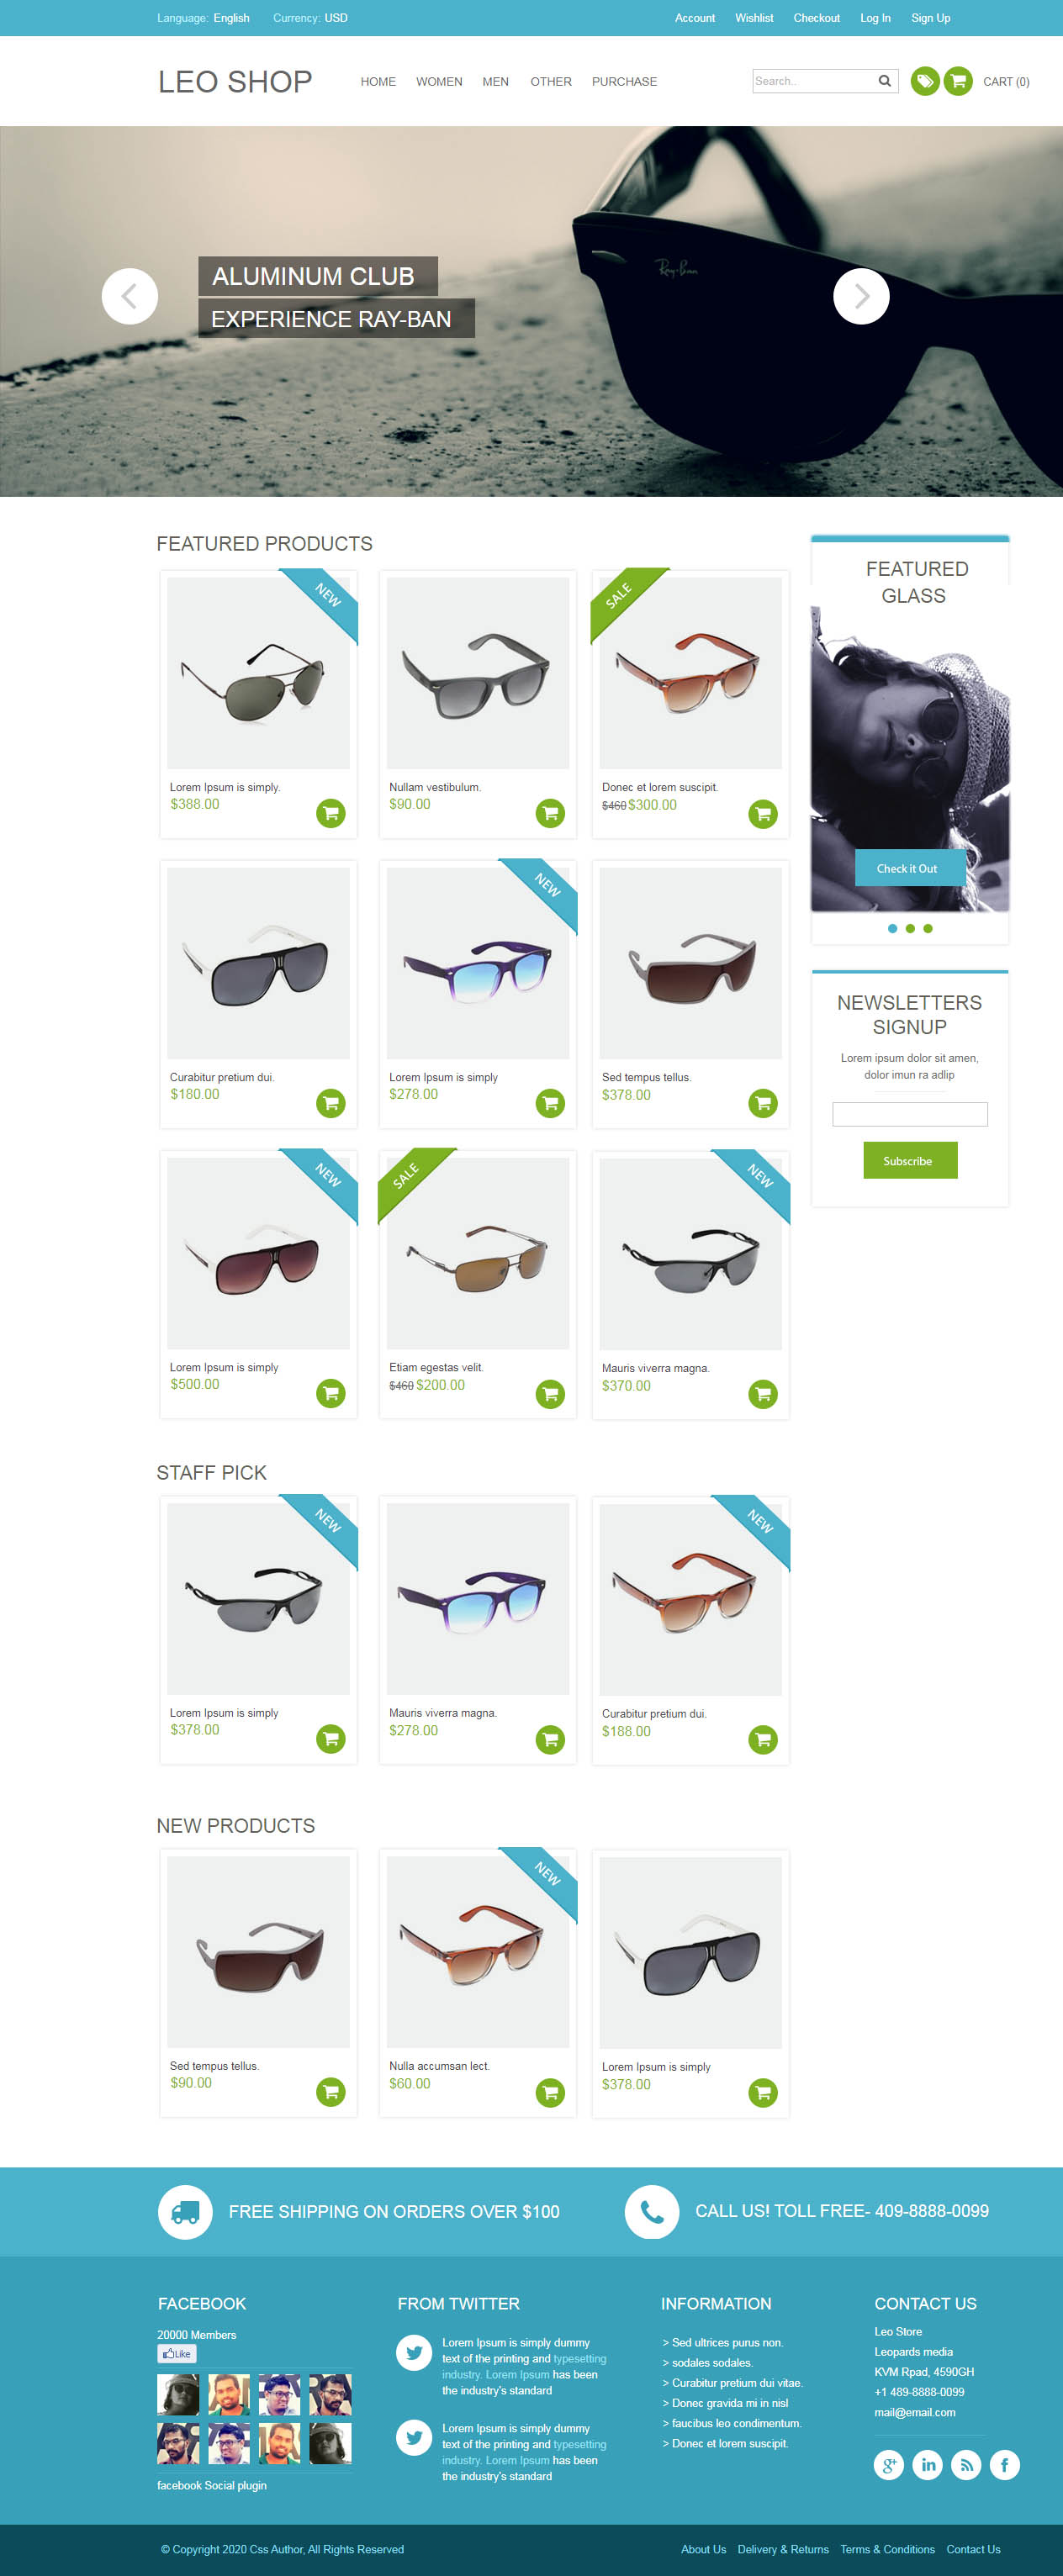 Language: English Currency: USD Account Wishlist Checkout Log In Sign Up
LEO SHOP HOME WOMEN MEN OTHER PURCHASE Search.. CART (0)
Ray-Ban
ALUMINUM CLUB
EXPERIENCE RAY-BAN
FEATURED PRODUCTS
NEW
Lorem Ipsum is simply.
$388.00
Nullam vestibulum.
$90.00
SALE
Donec et lorem suscipit.
$460 $300.00
Curabitur pretium dui.
$180.00
NEW
Lorem Ipsum is simply
$278.00
Sed tempus tellus.
$378.00
NEW
Lorem Ipsum is simply
$500.00
SALE
Etiam egestas velit.
$460 $200.00
NEW
Mauris viverra magna.
$370.00
FEATURED
GLASS
Check it Out
NEWSLETTERS
SIGNUP
Lorem ipsum dolor sit amen,
dolor imun ra adlip
Subscribe
STAFF PICK
NEW
Lorem Ipsum is simply
$378.00
Mauris viverra magna.
$278.00
NEW
Curabitur pretium dui.
$188.00
NEW PRODUCTS
Sed tempus tellus.
$90.00
NEW
Nulla accumsan lect.
$60.00
Lorem Ipsum is simply
$378.00
FREE SHIPPING ON ORDERS OVER $100
CALL US! TOLL FREE- 409-8888-0099
FACEBOOK
20000 Members
Like
facebook Social plugin
FROM TWITTER
Lorem Ipsum is simply dummy
text of the printing and typesetting
industry. Lorem Ipsum has been
the industry's standard
Lorem Ipsum is simply dummy
text of the printing and typesetting
industry. Lorem Ipsum has been
the industry's standard
INFORMATION
> Sed ultrices purus non.
> sodales sodales.
> Curabitur pretium dui vitae.
> Donec gravida mi in nisl
> faucibus leo condimentum.
> Donec et lorem suscipit.
CONTACT US
Leo Store
Leopards media
KVM Rpad, 4590GH
+1 489-8888-0099
mail@email.com
g+ in f
© Copyright 2020 Css Author, All Rights Reserved
About Us Delivery & Returns Terms & Conditions Contact Us